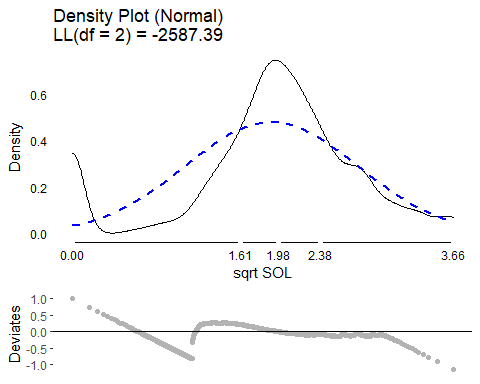 Density Plot (Normal)
LL(df = 2) = -2587.39
Density
0.6
0.4
0.2
0.0
0.00 1.61 1.98 2.38 3.66
sqrt SOL
Deviates
1.0
0.5
0.0
-0.5
-1.0